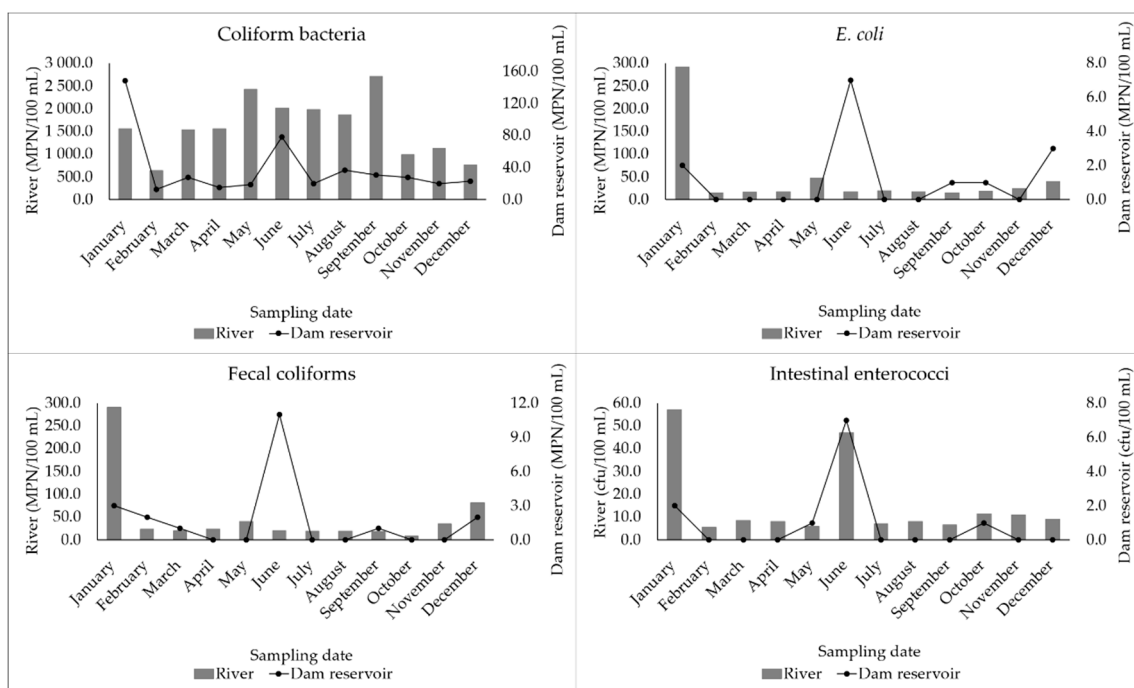 Coliform bacteria
River (MPN/100 mL)
3 000.0
2 500.0
2 000.0
1 500.0
1 000.0
500.0
0.0
160.0
120.0
80.0
40.0
0.0
Dam reservoir (MPN/100 mL)
January
February
March
April
May
June
July
August
September
October
November
December
Sampling date
River
Dam reservoir
E. coli
River (MPN/100 mL)
300.0
250.0
200.0
150.0
100.0
50.0
0.0
8.0
6.0
4.0
2.0
0.0
Dam reservoir (MPN/100 mL)
January
February
March
April
May
June
July
August
September
October
November
December
Sampling date
River
Dam reservoir
Fecal coliforms
River (MPN/100 mL)
300.0
250.0
200.0
150.0
100.0
50.0
0.0
12.0
9.0
6.0
3.0
0.0
Dam reservoir (MPN/100 mL)
January
February
March
April
May
June
July
August
September
October
November
December
Sampling date
River
Dam reservoir
Intestinal enterococci
River (cfu/100 mL)
60.0
50.0
40.0
30.0
20.0
10.0
0.0
8.0
6.0
4.0
2.0
0.0
Dam reservoir (cfu/100 mL)
January
February
March
April
May
June
July
August
September
October
November
December
Sampling date
River
Dam reservoir